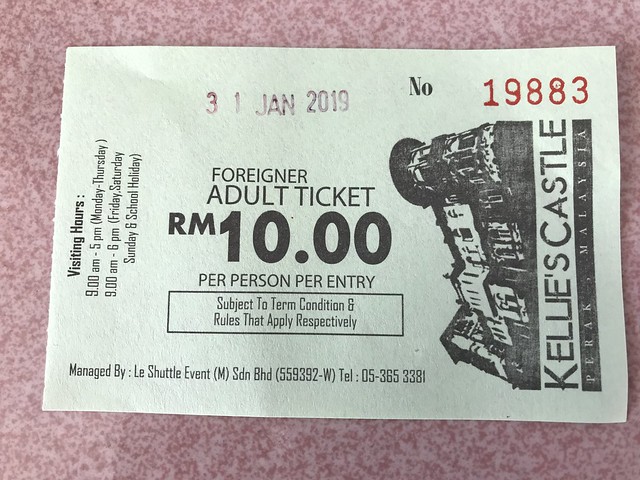 31 JAN 2019
No 19883
Visiting Hours :
9.00 am - 5 pm (Monday-Thursday )
9.00 am - 6 pm (Friday,Saturday
Sunday & School Holiday)
FOREIGNER
ADULT TICKET
RM10.00
PER PERSON PER ENTRY
Subject To Term Condition &
Rules That Apply Respectively
Managed By : Le Shuttle Event (M) Sdn Bhd (559392-W) Tel : 05-365 3381
KELLIE'S CASTLE
PERAK, MALAYSIA